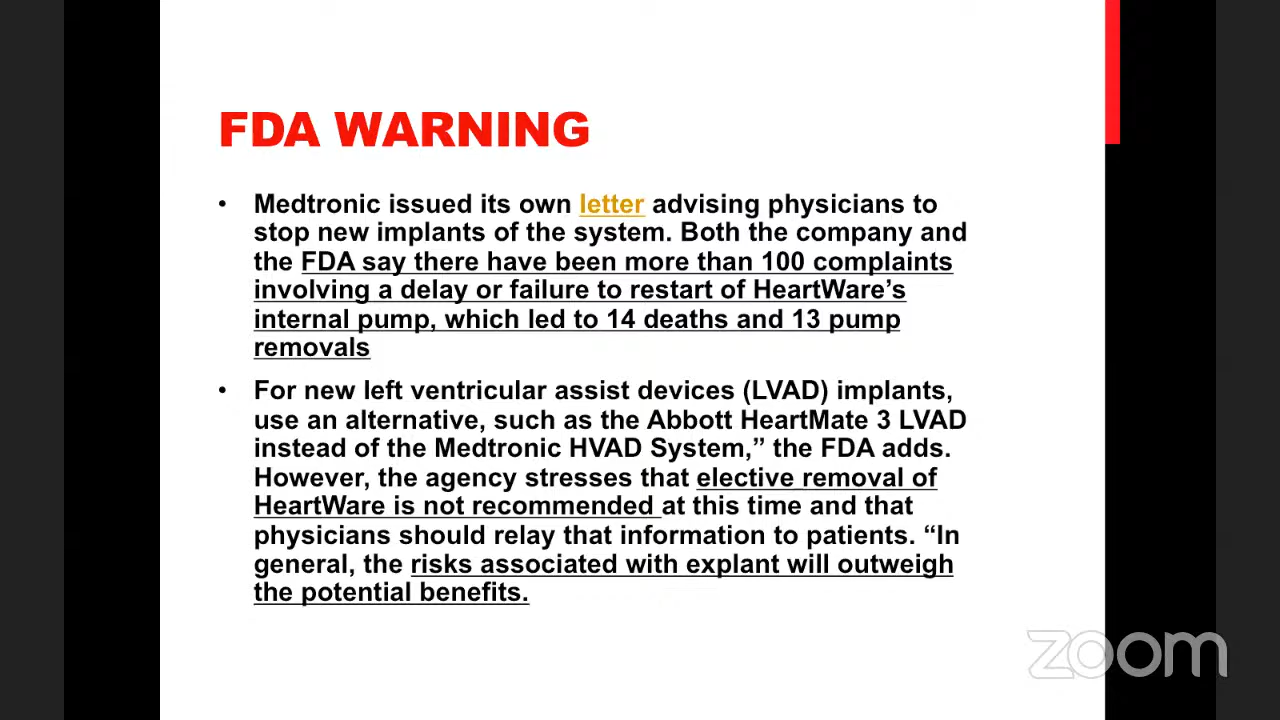 FDA WARNING
• Medtronic issued its own letter advising physicians to
stop new implants of the system. Both the company and
the FDA say there have been more than 100 complaints
involving a delay or failure to restart of HeartWare’s
internal pump, which led to 14 deaths and 13 pump
removals
• For new left ventricular assist devices (LVAD) implants,
use an alternative, such as the Abbott HeartMate 3 LVAD
instead of the Medtronic HVAD System,” the FDA adds.
However, the agency stresses that elective removal of
HeartWare is not recommended at this time and that
physicians should relay that information to patients. “In
general, the risks associated with explant will outweigh
the potential benefits.
zoom